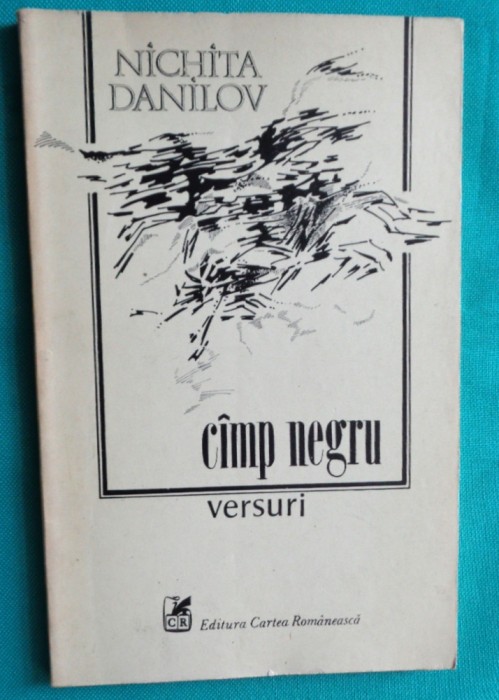 NICHITA
DANILOV
cîmp negru
versuri
CR
Editura Cartea Românească